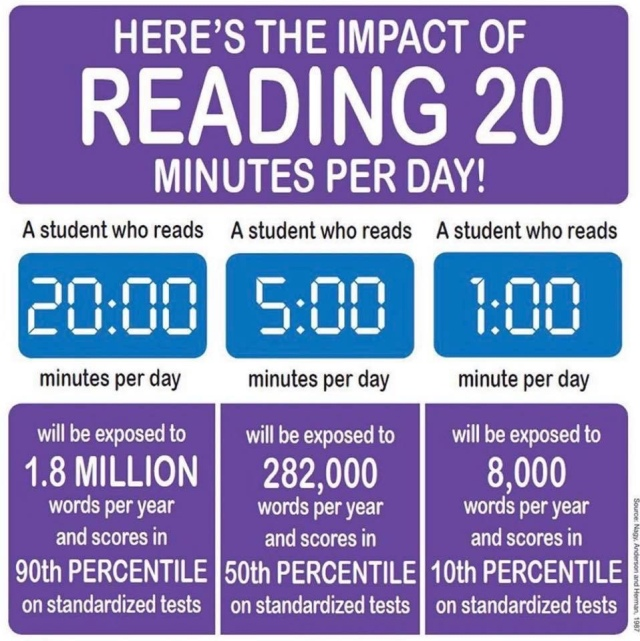 HERE'S THE IMPACT OF
READING 20
MINUTES PER DAY!
A student who reads
20:00
minutes per day
will be exposed to
1.8 MILLION
words per year
and scores in
90th PERCENTILE
on standardized tests
A student who reads
5:00
minutes per day
will be exposed to
282,000
words per year
and scores in
50th PERCENTILE
on standardized tests
A student who reads
1:00
minute per day
will be exposed to
8,000
words per year
and scores in
10th PERCENTILE
on standardized tests
Source: Nagy, Anderson and Herman, 1987